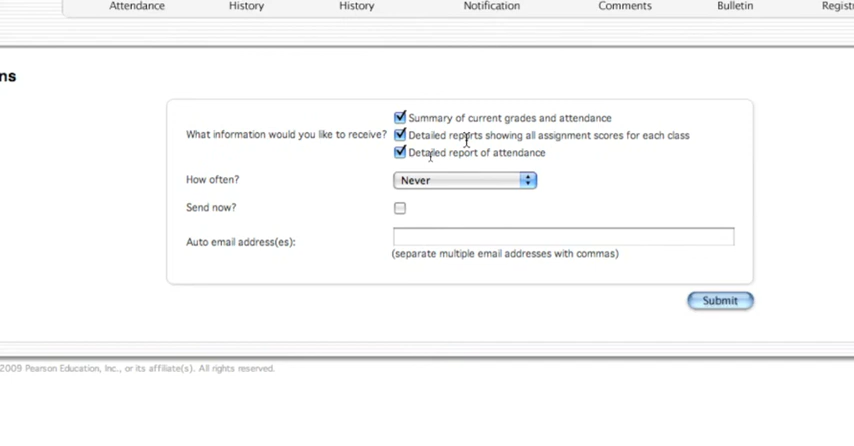 Attendance History History Notification Comments Bulletin
ns
What information would you like to receive?
Summary of current grades and attendance
Detailed reports showing all assignment scores for each class
Detailed report of attendance
How often? Never
Send now?
Auto email address(es):
(separate multiple email addresses with commas)
Submit
2009 Pearson Education, Inc., or its affiliate(s). All rights reserved.